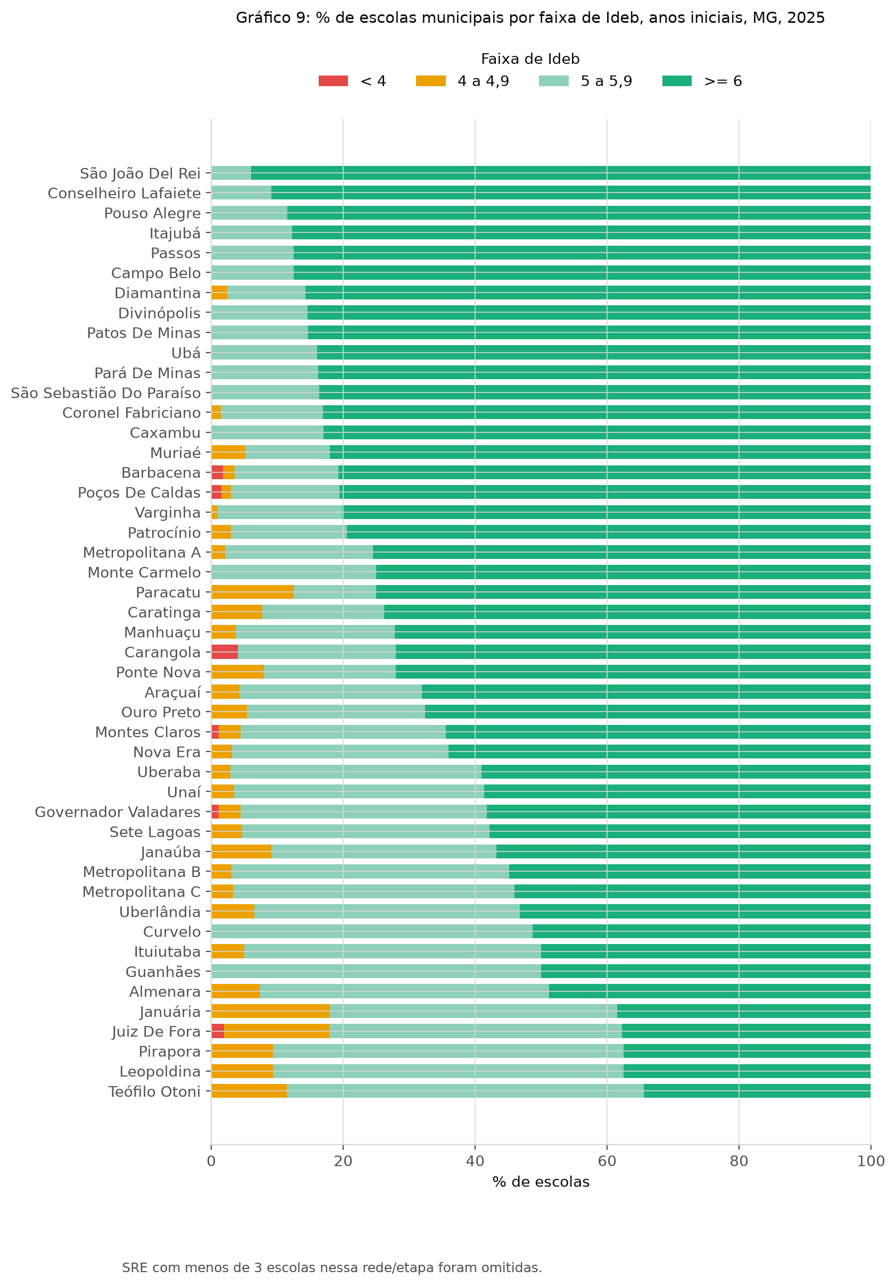 Gráfico 9: % de escolas municipais por faixa de Ideb, anos iniciais, MG, 2025
Faixa de Ideb
< 4
4 a 4,9
5 a 5,9
>= 6
São João Del Rei
Conselheiro Lafaiete
Pouso Alegre
Itajubá
Passos
Campo Belo
Diamantina
Divinópolis
Patos De Minas
Ubá
Pará De Minas
São Sebastião Do Paraíso
Coronel Fabriciano
Caxambu
Muriaé
Barbacena
Poços De Caldas
Varginha
Patrocínio
Metropolitana A
Monte Carmelo
Paracatu
Caratinga
Manhuaçu
Carangola
Ponte Nova
Araçuaí
Ouro Preto
Montes Claros
Nova Era
Uberaba
Unaí
Governador Valadares
Sete Lagoas
Janaúba
Metropolitana B
Metropolitana C
Uberlândia
Curvelo
Ituiutaba
Guanhães
Almenara
Januária
Juiz De Fora
Pirapora
Leopoldina
Teófilo Otoni
0 20 40 60 80 100
% de escolas
SRE com menos de 3 escolas nessa rede/etapa foram omitidas.